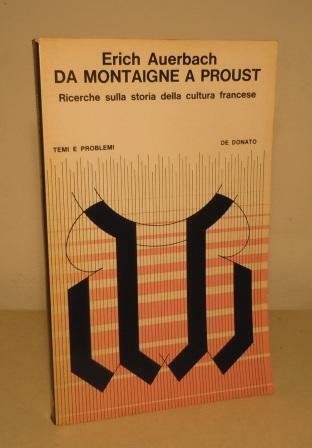 Erich Auerbach
DA MONTAIGNE A PROUST
Ricerche sulla storia della cultura francese
TEMI E PROBLEMI
DE DONATO